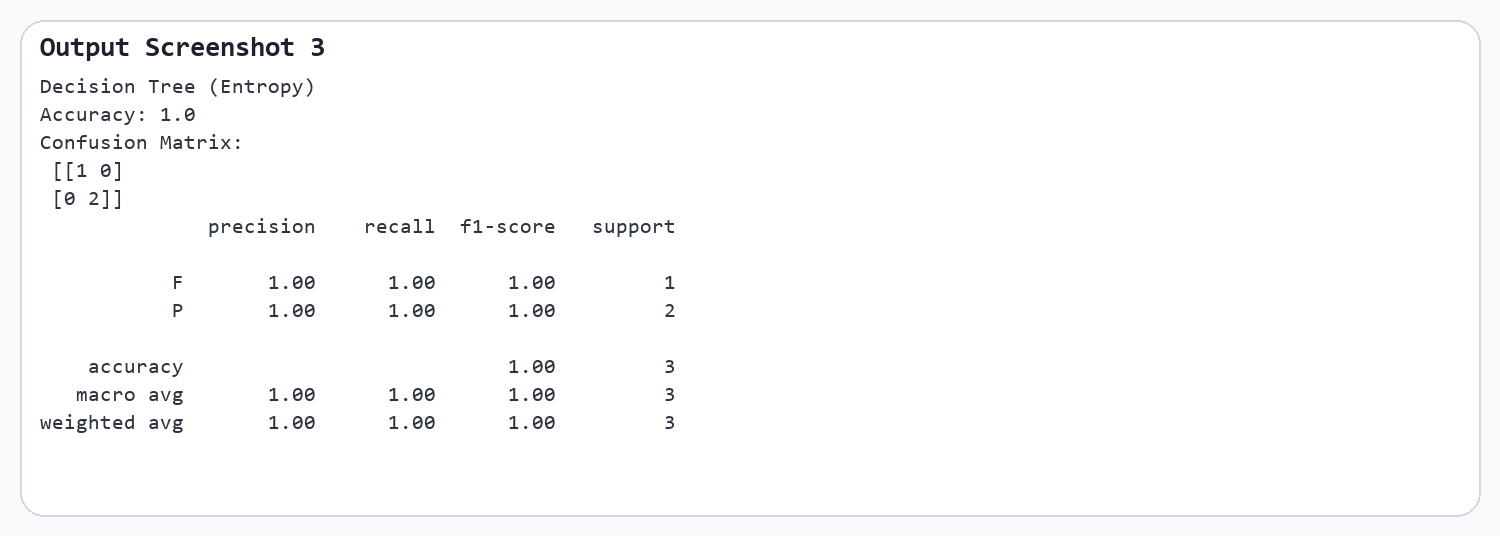 Output Screenshot 3
Decision Tree (Entropy)
Accuracy: 1.0
Confusion Matrix:
 [[1 0]
 [0 2]]
              precision    recall  f1-score   support

           F       1.00      1.00      1.00         1
           P       1.00      1.00      1.00         2

    accuracy                           1.00         3
   macro avg       1.00      1.00      1.00         3
weighted avg       1.00      1.00      1.00         3